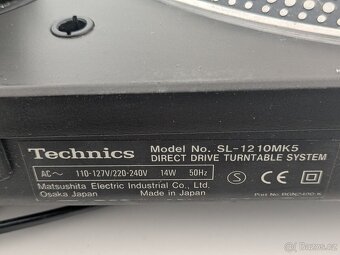 Technics Model No. SL-1210MK5
DIRECT DRIVE TURNTABLE SYSTEM
AC~ 110-127V/220-240V 14W 50Hz
Matsushita Electric Industrial Co., Ltd.
Osaka Japan Made in Japan